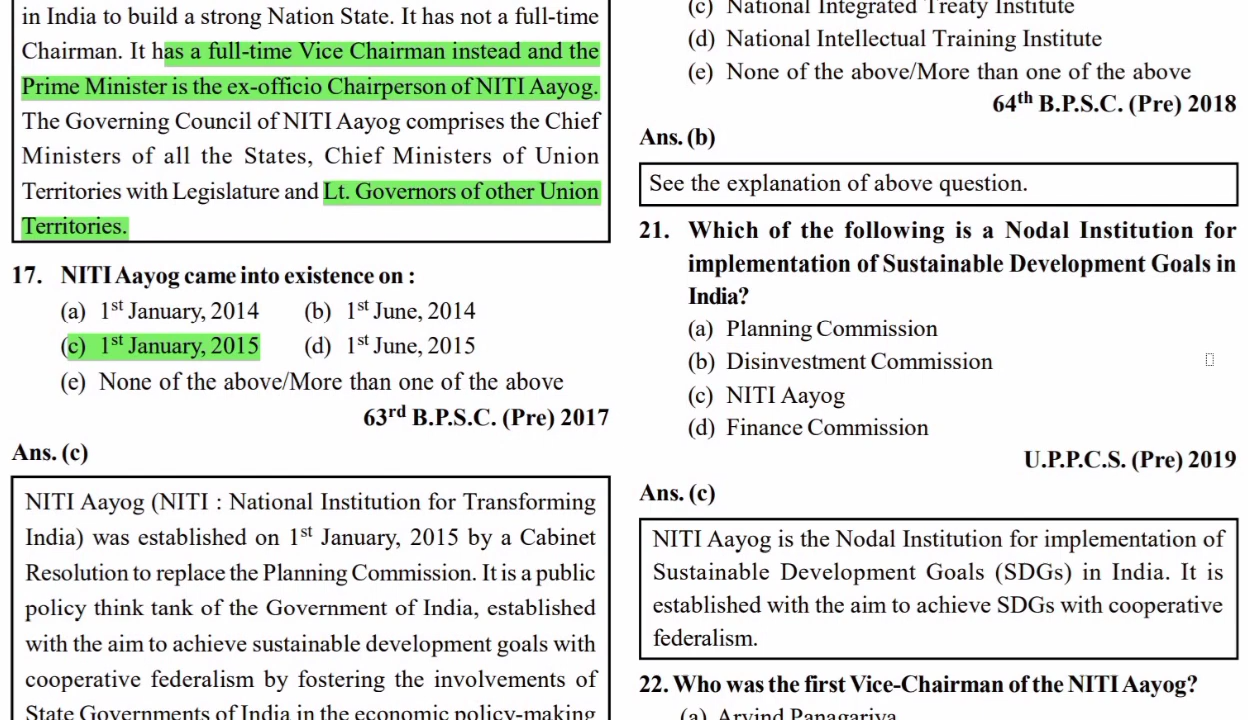 in India to build a strong Nation State. It has not a full-time
Chairman. It has a full-time Vice Chairman instead and the
Prime Minister is the ex-officio Chairperson of NITI Aayog.
The Governing Council of NITI Aayog comprises the Chief
Ministers of all the States, Chief Ministers of Union
Territories with Legislature and Lt. Governors of other Union
Territories.
17. NITI Aayog came into existence on :
(a) 1st January, 2014 (b) 1st June, 2014
(c) 1st January, 2015 (d) 1st June, 2015
(e) None of the above/More than one of the above
63rd B.P.S.C. (Pre) 2017
Ans. (c)
NITI Aayog (NITI : National Institution for Transforming
India) was established on 1st January, 2015 by a Cabinet
Resolution to replace the Planning Commission. It is a public
policy think tank of the Government of India, established
with the aim to achieve sustainable development goals with
cooperative federalism by fostering the involvements of
State Governments of India in the economic policy-making
(c) National Integrated Treaty Institute
(d) National Intellectual Training Institute
(e) None of the above/More than one of the above
64th B.P.S.C. (Pre) 2018
Ans. (b)
See the explanation of above question.
21. Which of the following is a Nodal Institution for
implementation of Sustainable Development Goals in
India?
(a) Planning Commission
(b) Disinvestment Commission
(c) NITI Aayog
(d) Finance Commission
U.P.P.C.S. (Pre) 2019
Ans. (c)
NITI Aayog is the Nodal Institution for implementation of
Sustainable Development Goals (SDGs) in India. It is
established with the aim to achieve SDGs with cooperative
federalism.
22. Who was the first Vice-Chairman of the NITI Aayog?
(a) Arvind Panagariya